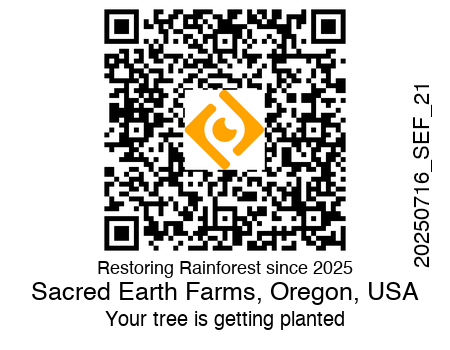 Restoring Rainforest since 2025
Sacred Earth Farms, Oregon, USA
Your tree is getting planted
20250716_SEF_21